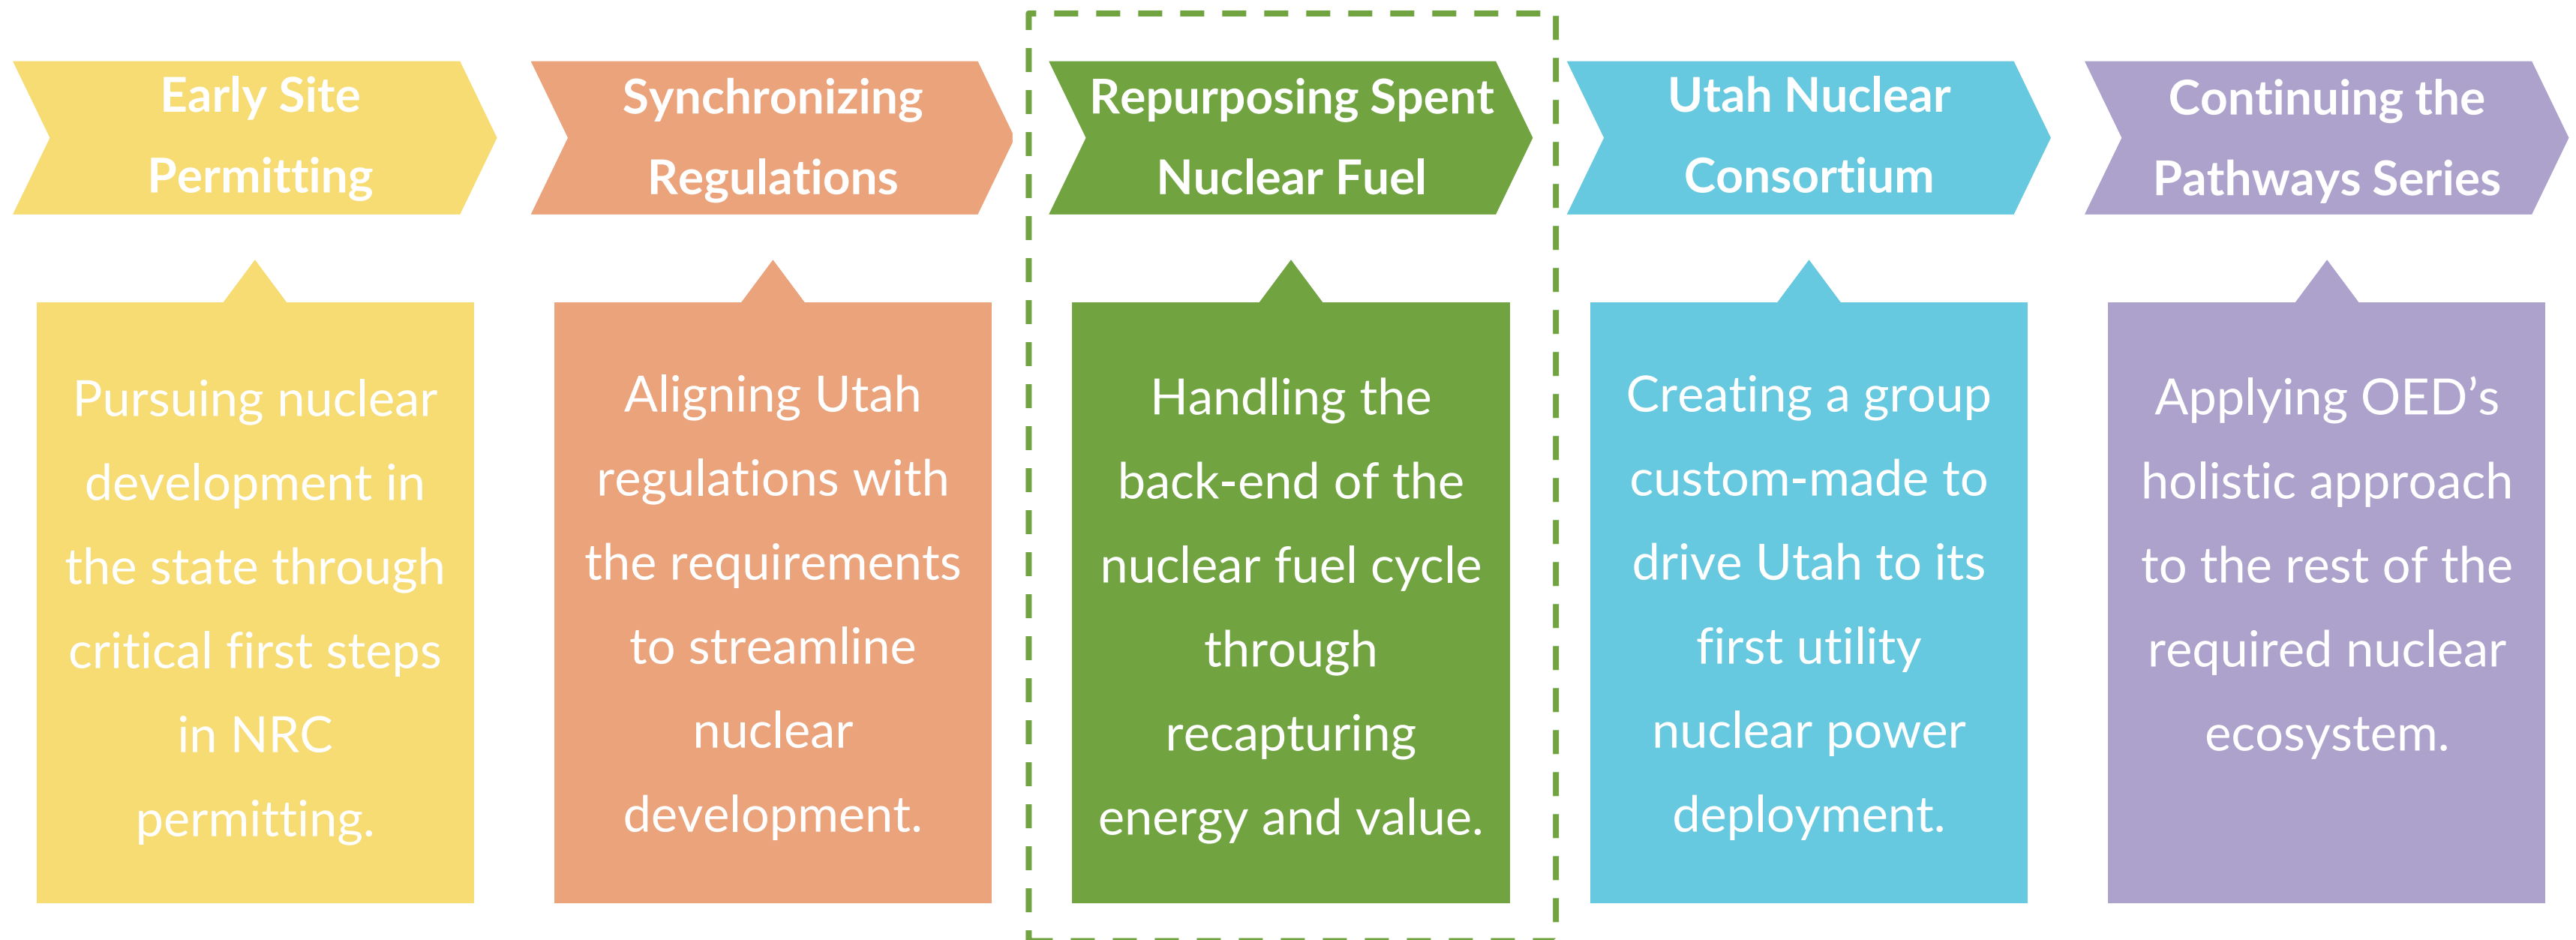 Early Site
Permitting
Synchronizing
Regulations
Repurposing Spent
Nuclear Fuel
Utah Nuclear
Consortium
Continuing the
Pathways Series
Pursuing nuclear
development in
the state through
critical first steps
in NRC
permitting.
Aligning Utah
regulations with
the requirements
to streamline
nuclear
development.
Handling the
back-end of the
nuclear fuel cycle
through
recapturing
energy and value.
Creating a group
custom-made to
drive Utah to its
first utility
nuclear power
deployment.
Applying OED’s
holistic approach
to the rest of the
required nuclear
ecosystem.